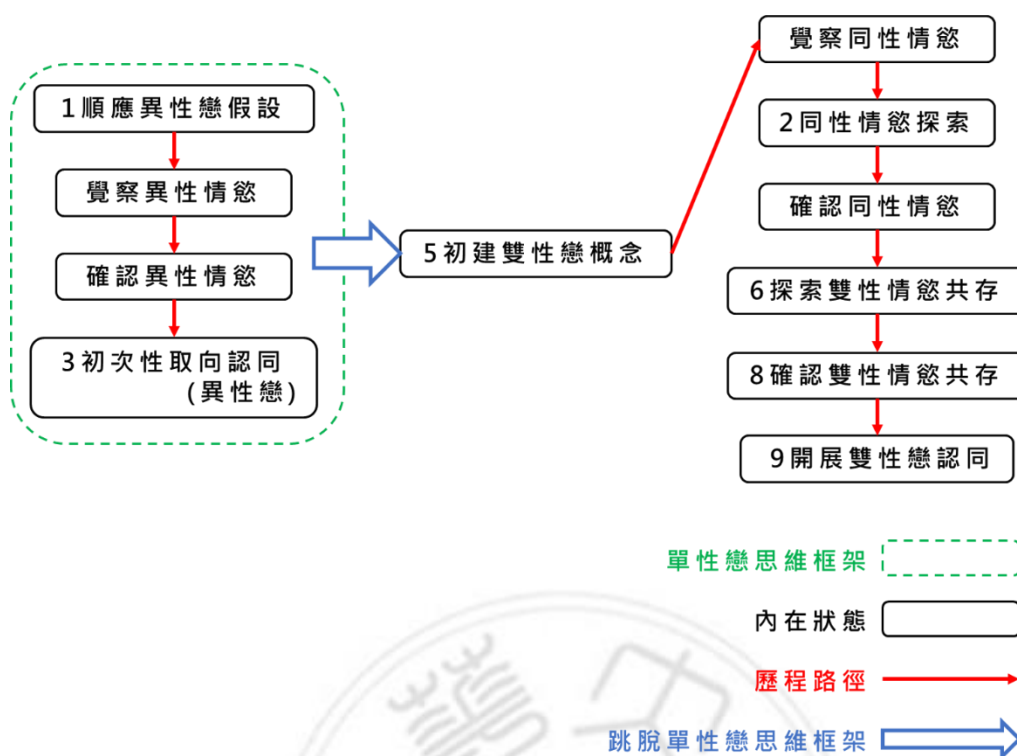 1順應異性戀假設
覺察異性情慾
確認異性情慾
3初次性取向認同
(異性戀)
5初建雙性戀概念
覺察同性情慾
2同性情慾探索
確認同性情慾
6探索雙性情慾共存
8確認雙性情慾共存
9開展雙性戀認同
單性戀思維框架
內在狀態
歷程路徑
跳脫單性戀思維框架